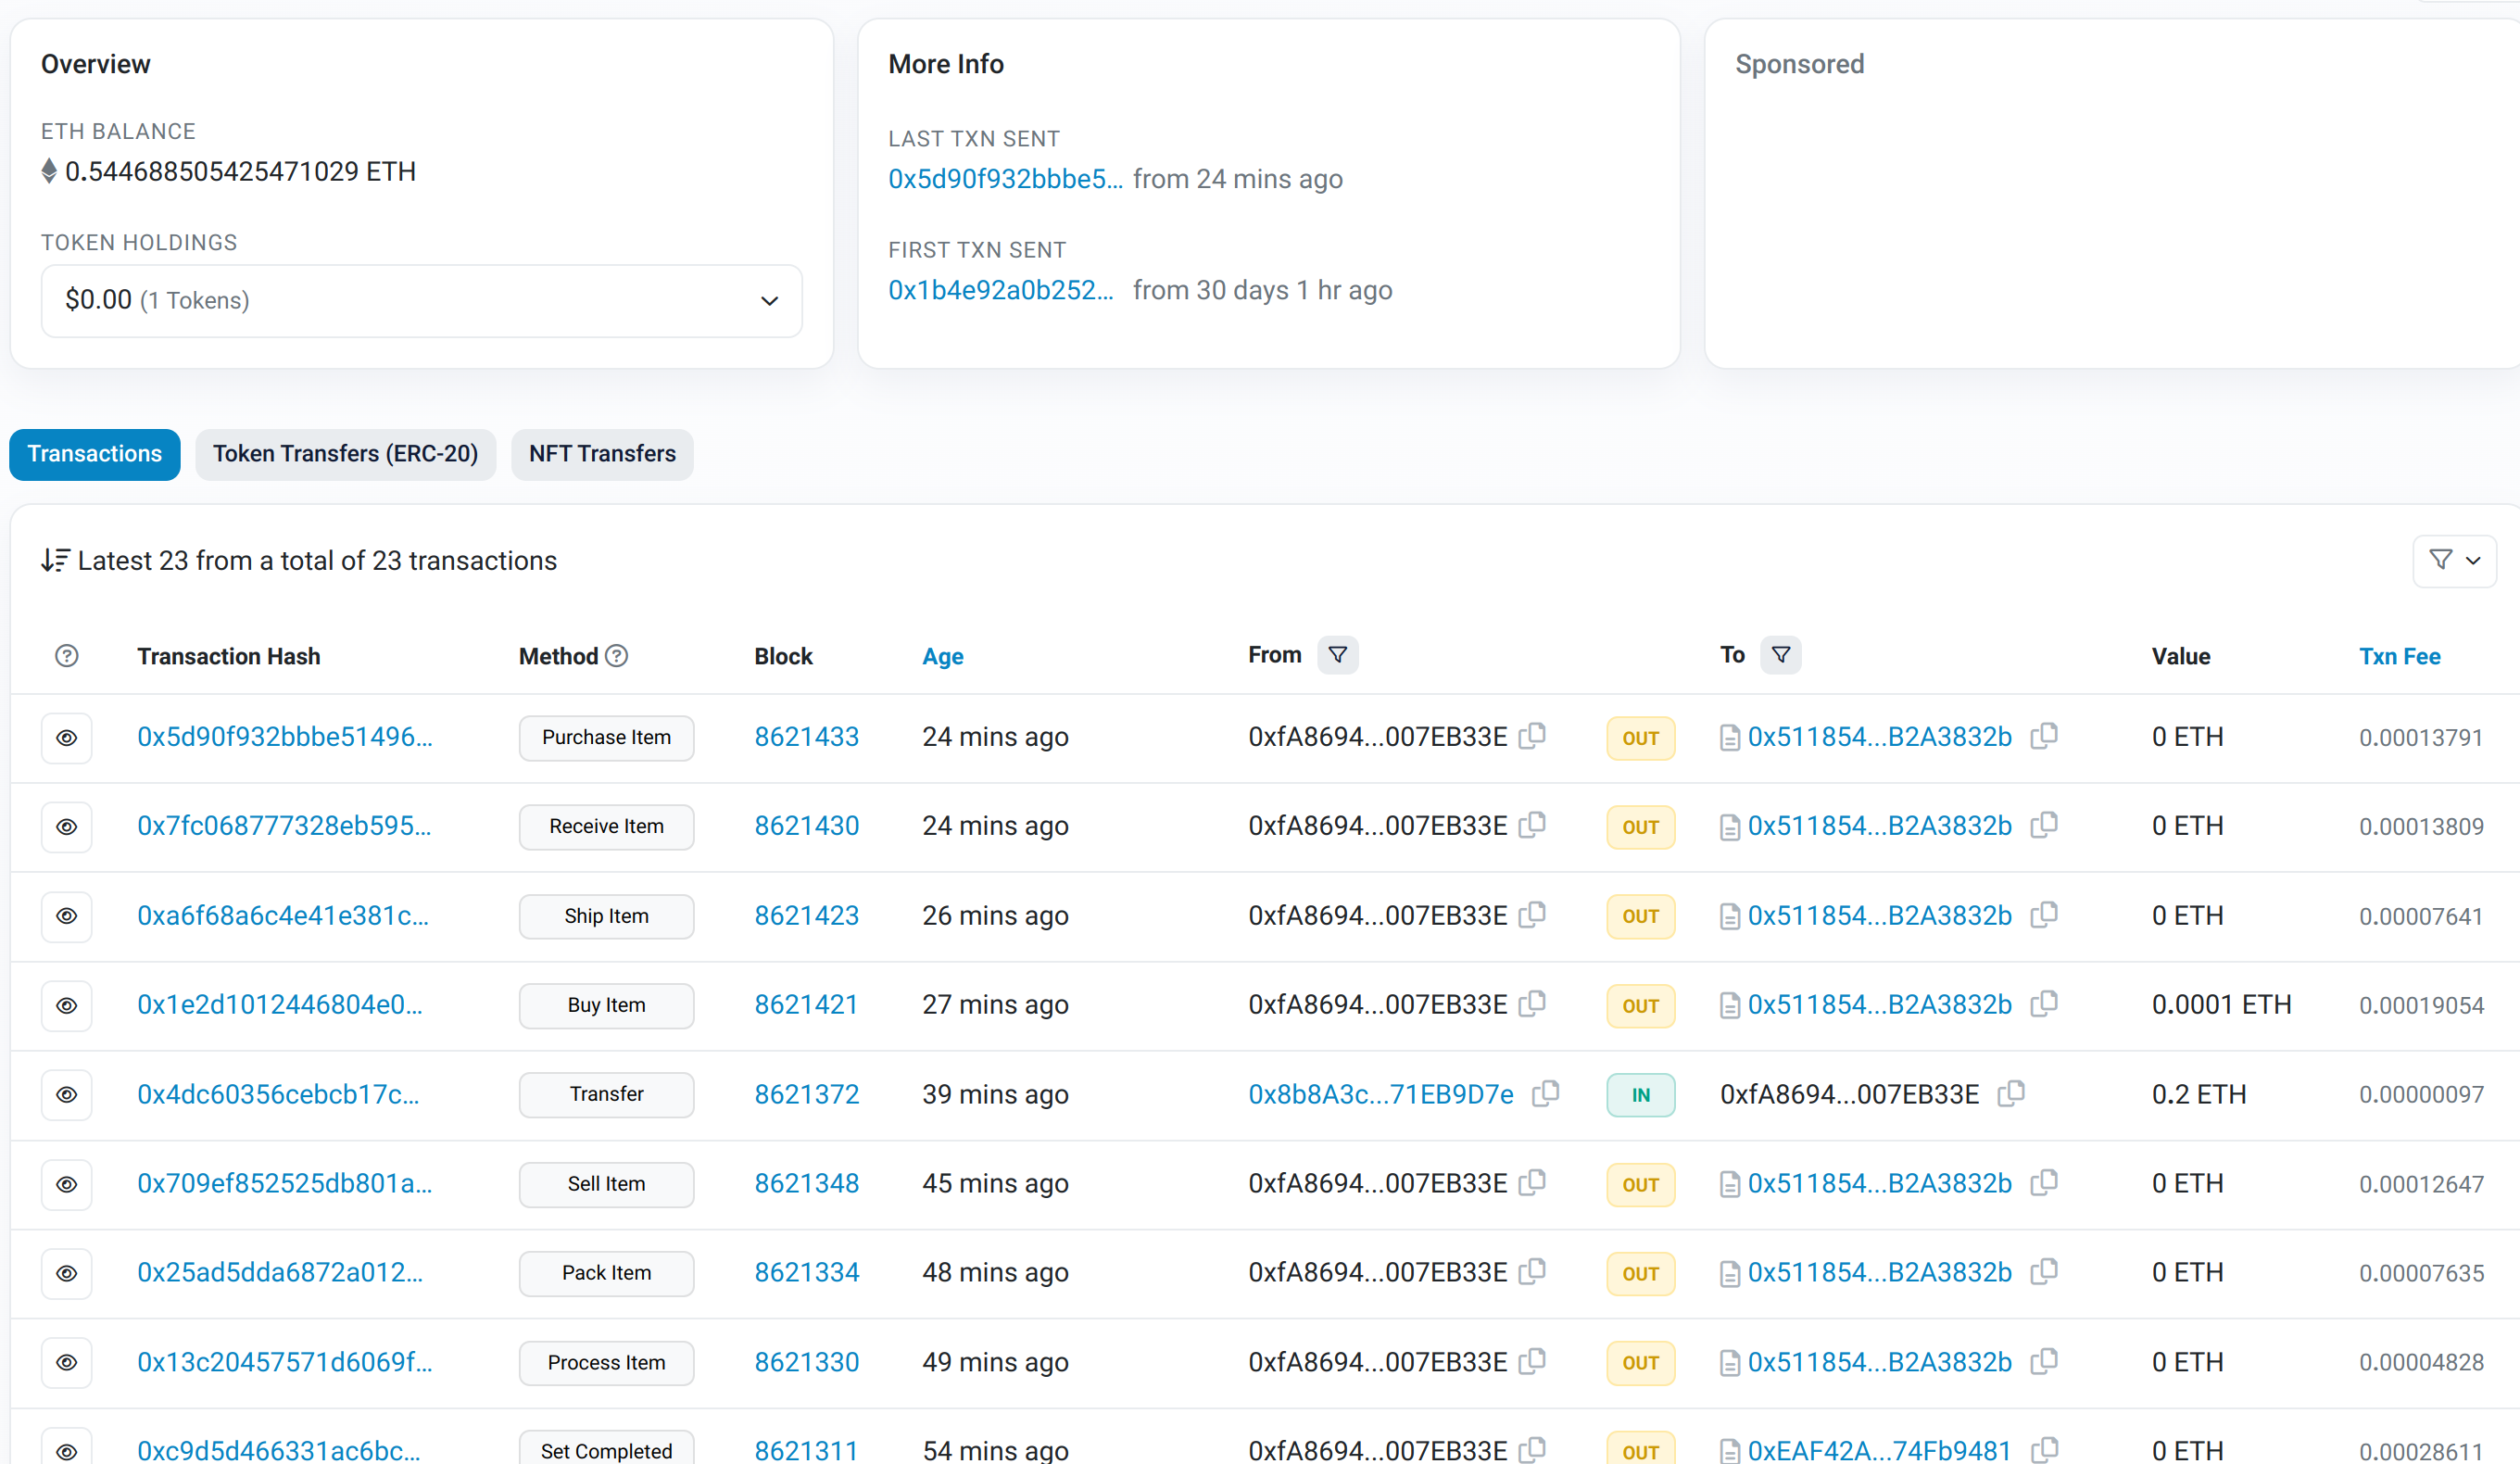 Overview
ETH BALANCE
0.544688505425471029 ETH
TOKEN HOLDINGS
$0.00 (1 Tokens)
More Info
LAST TXN SENT
0x5d90f932bbbe5... from 24 mins ago
FIRST TXN SENT
0x1b4e92a0b252... from 30 days 1 hr ago
Sponsored
Transactions Token Transfers (ERC-20) NFT Transfers
Latest 23 from a total of 23 transactions
Transaction Hash Method Block Age From To Value Txn Fee
0x5d90f932bbbe51496... Purchase Item 8621433 24 mins ago 0xfA8694...007EB33E OUT 0x511854...B2A3832b 0 ETH 0.00013791
0x7fc068777328eb595... Receive Item 8621430 24 mins ago 0xfA8694...007EB33E OUT 0x511854...B2A3832b 0 ETH 0.00013809
0xa6f68a6c4e41e381c... Ship Item 8621423 26 mins ago 0xfA8694...007EB33E OUT 0x511854...B2A3832b 0 ETH 0.00007641
0x1e2d1012446804e0... Buy Item 8621421 27 mins ago 0xfA8694...007EB33E OUT 0x511854...B2A3832b 0.0001 ETH 0.00019054
0x4dc60356cebcb17c... Transfer 8621372 39 mins ago 0x8b8A3c...71EB9D7e IN 0xfA8694...007EB33E 0.2 ETH 0.00000097
0x709ef852525db801a... Sell Item 8621348 45 mins ago 0xfA8694...007EB33E OUT 0x511854...B2A3832b 0 ETH 0.00012647
0x25ad5dda6872a012... Pack Item 8621334 48 mins ago 0xfA8694...007EB33E OUT 0x511854...B2A3832b 0 ETH 0.00007635
0x13c20457571d6069f... Process Item 8621330 49 mins ago 0xfA8694...007EB33E OUT 0x511854...B2A3832b 0 ETH 0.00004828
0xc9d5d466331ac6bc... Set Completed 8621311 54 mins ago 0xfA8694...007EB33E OUT 0xEAF42A...74Fb9481 0 ETH 0.00028611